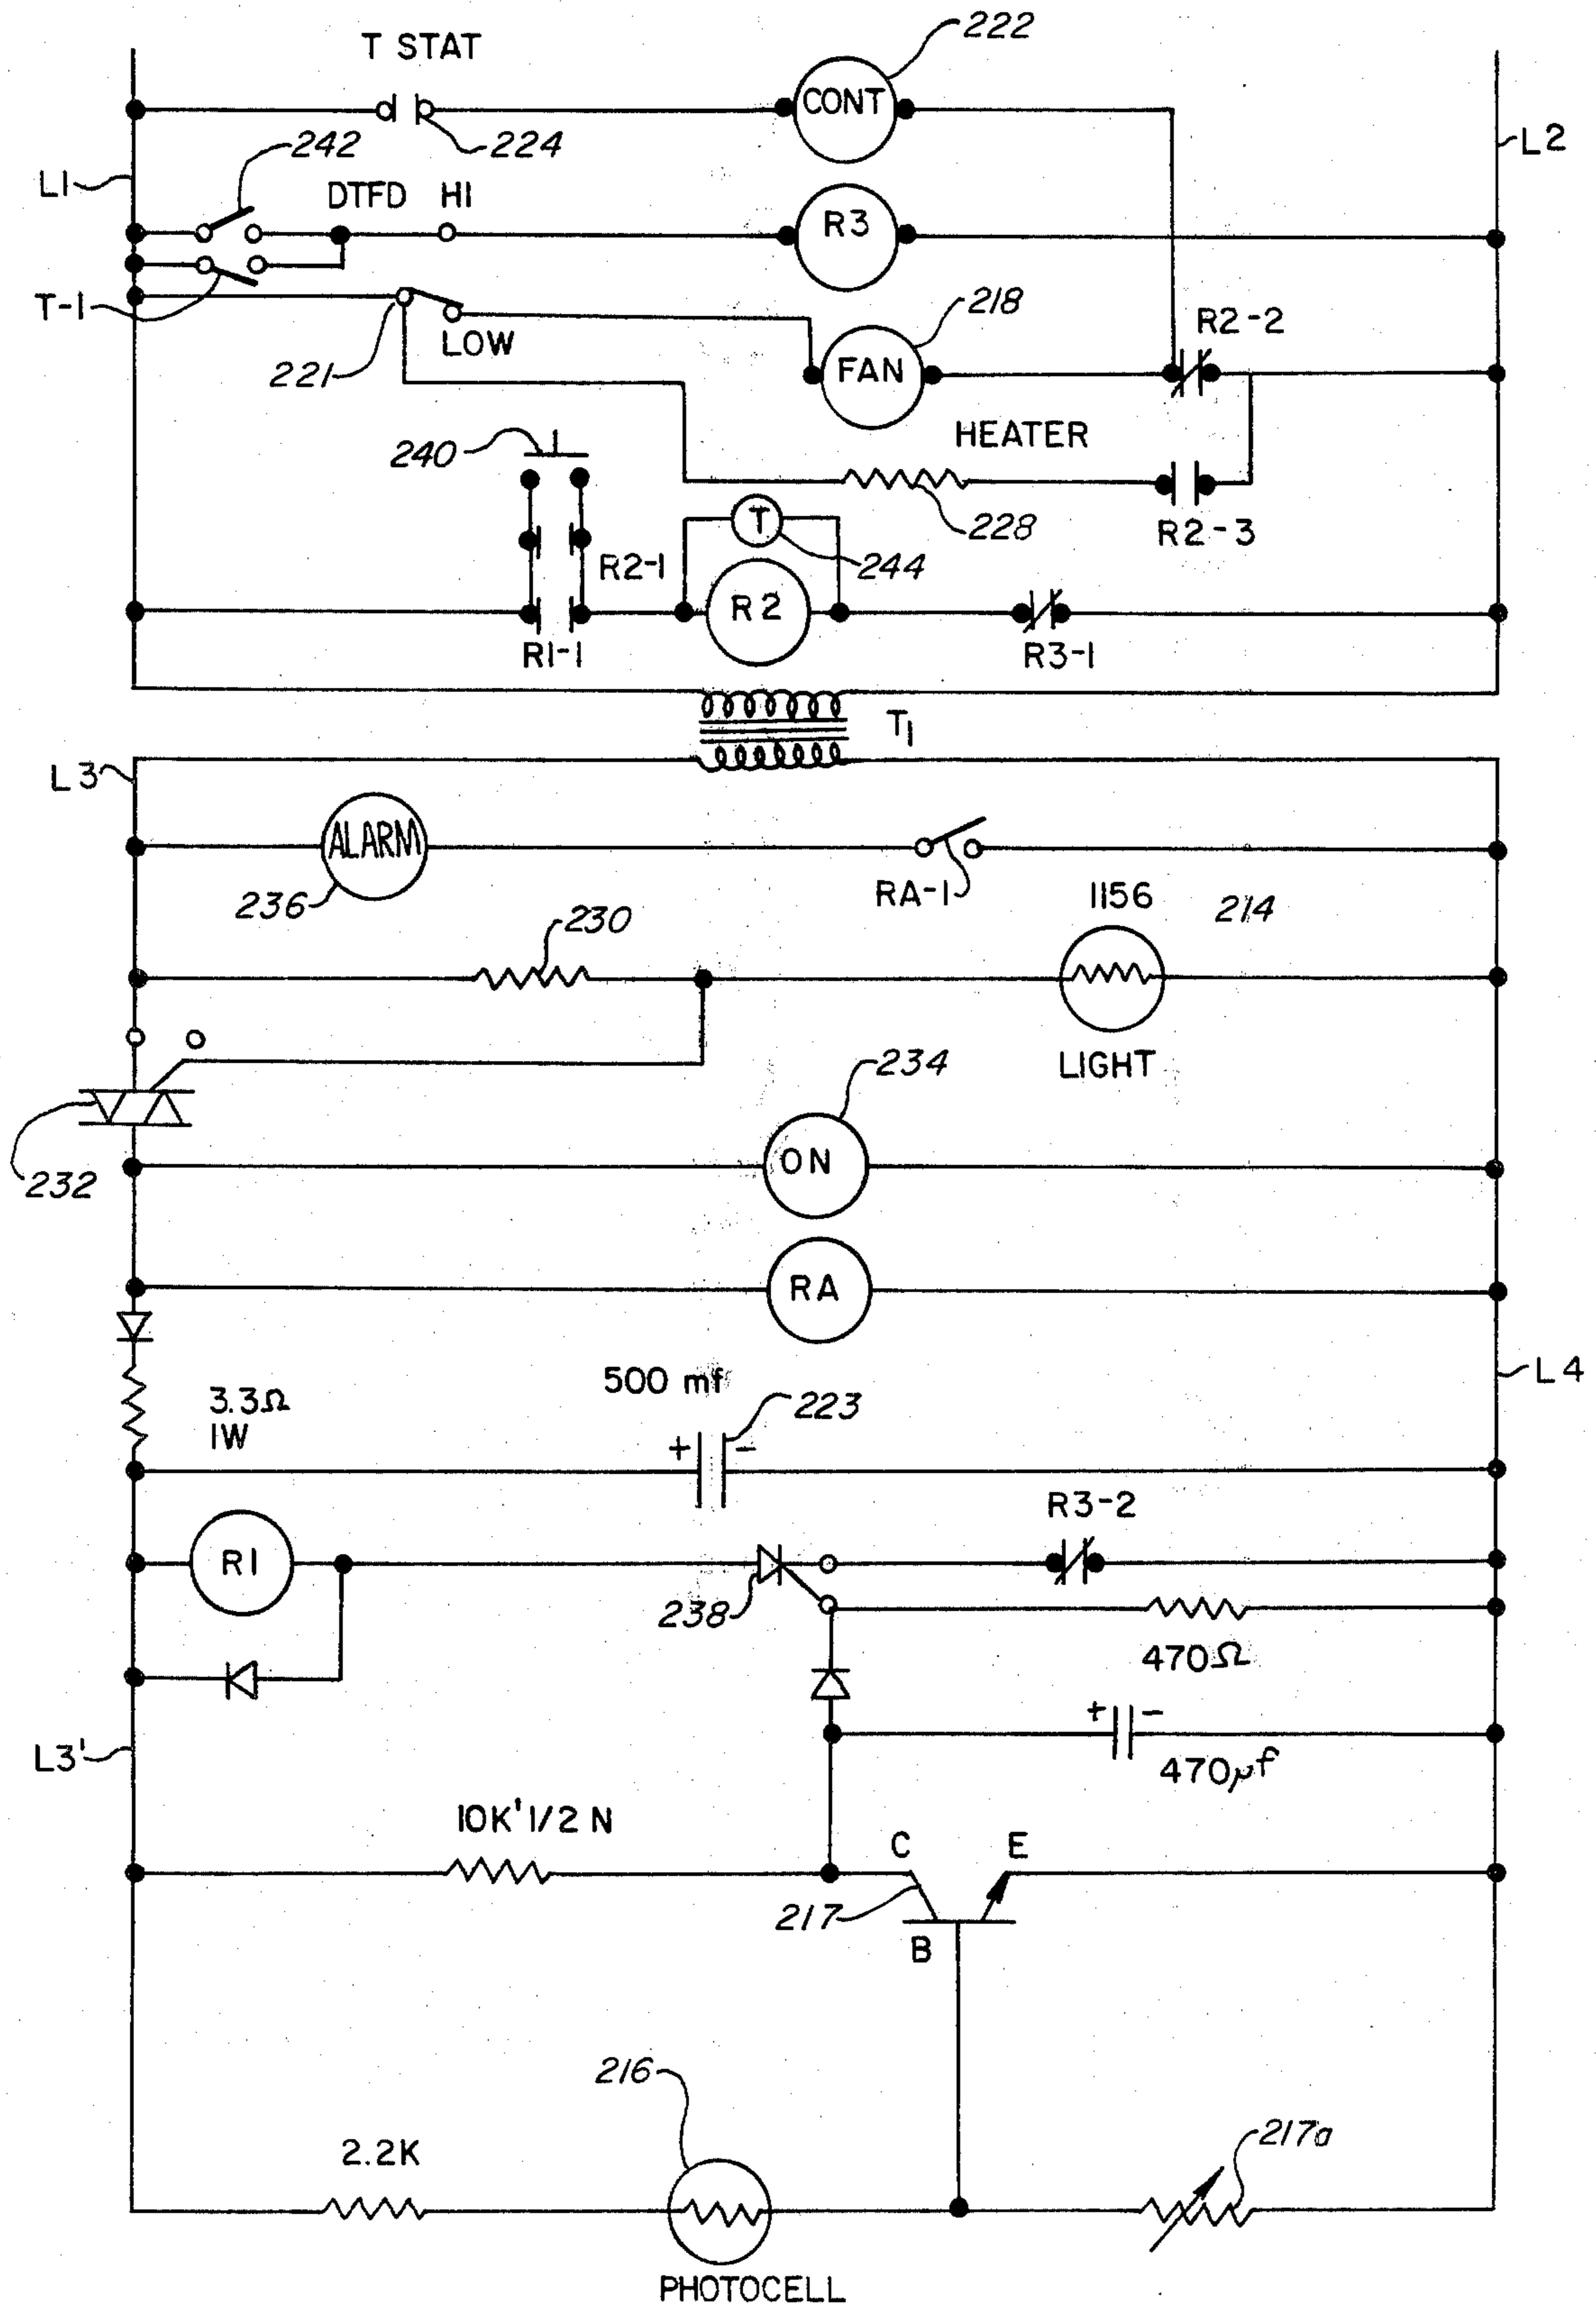 222
T STAT
CONT
242
224
L2
L1
DTFD HI
R3
T-1
218
R2-2
LOW
221
FAN
HEATER
240
T
228
R2-3
R2-1
244
R2
R1-1
R3-1
T1
L3
ALARM
RA-1
236
1156
214
230
234
LIGHT
ON
232
RA
500 mf
L4
3.3Ω
1W
223
+ -
R3-2
R1
238
470Ω
+ -
L3'
470µf
10K' 1/2 N
C E
217
B
216
217a
2.2K
PHOTOCELL